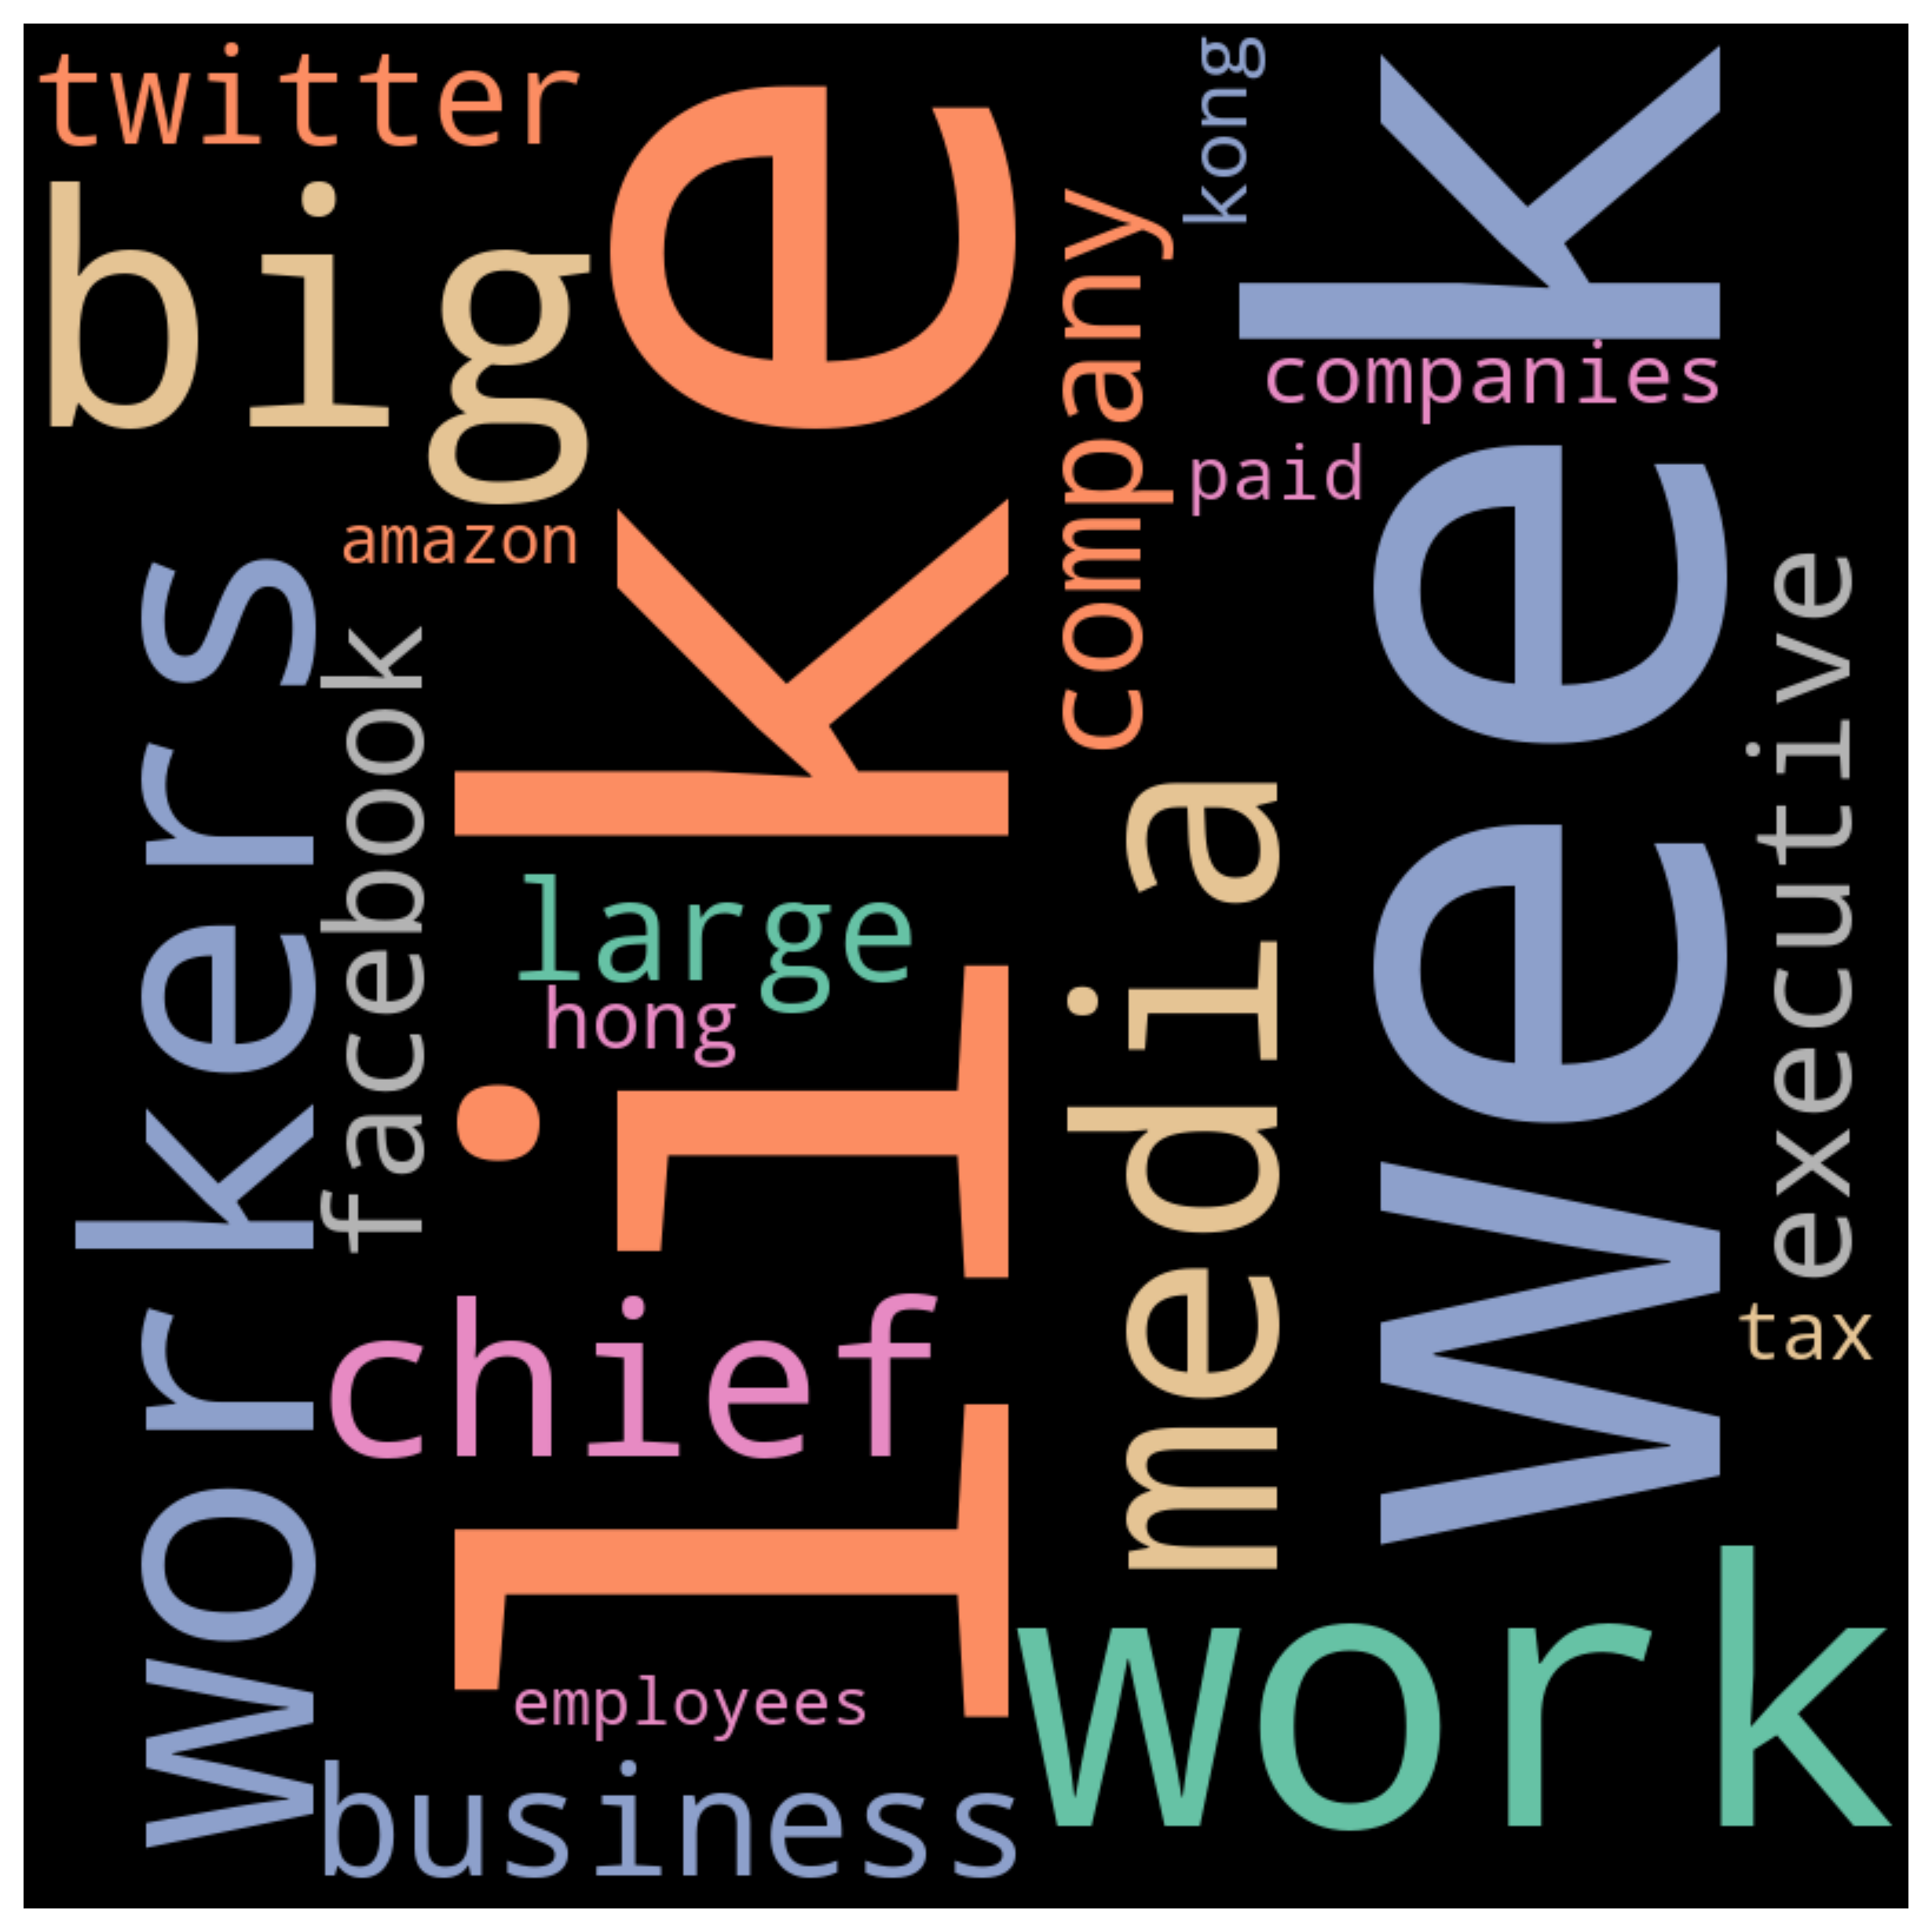 twitter
kong
big
like
week
company
companies
paid
amazon
workers
facebook
executive
media
large
hong
chief
tax
work
employees
business